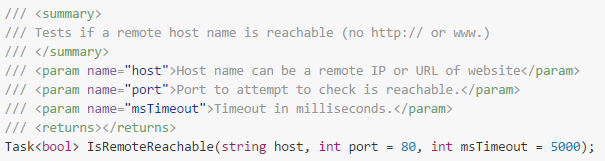 /// <summary>
/// Tests if a remote host name is reachable (no http:// or www.)
/// </summary>
/// <param name="host">Host name can be a remote IP or URL of website</param>
/// <param name="port">Port to attempt to check is reachable.</param>
/// <param name="msTimeout">Timeout in milliseconds.</param>
/// <returns></returns>
Task<bool> IsRemoteReachable(string host, int port = 80, int msTimeout = 5000);